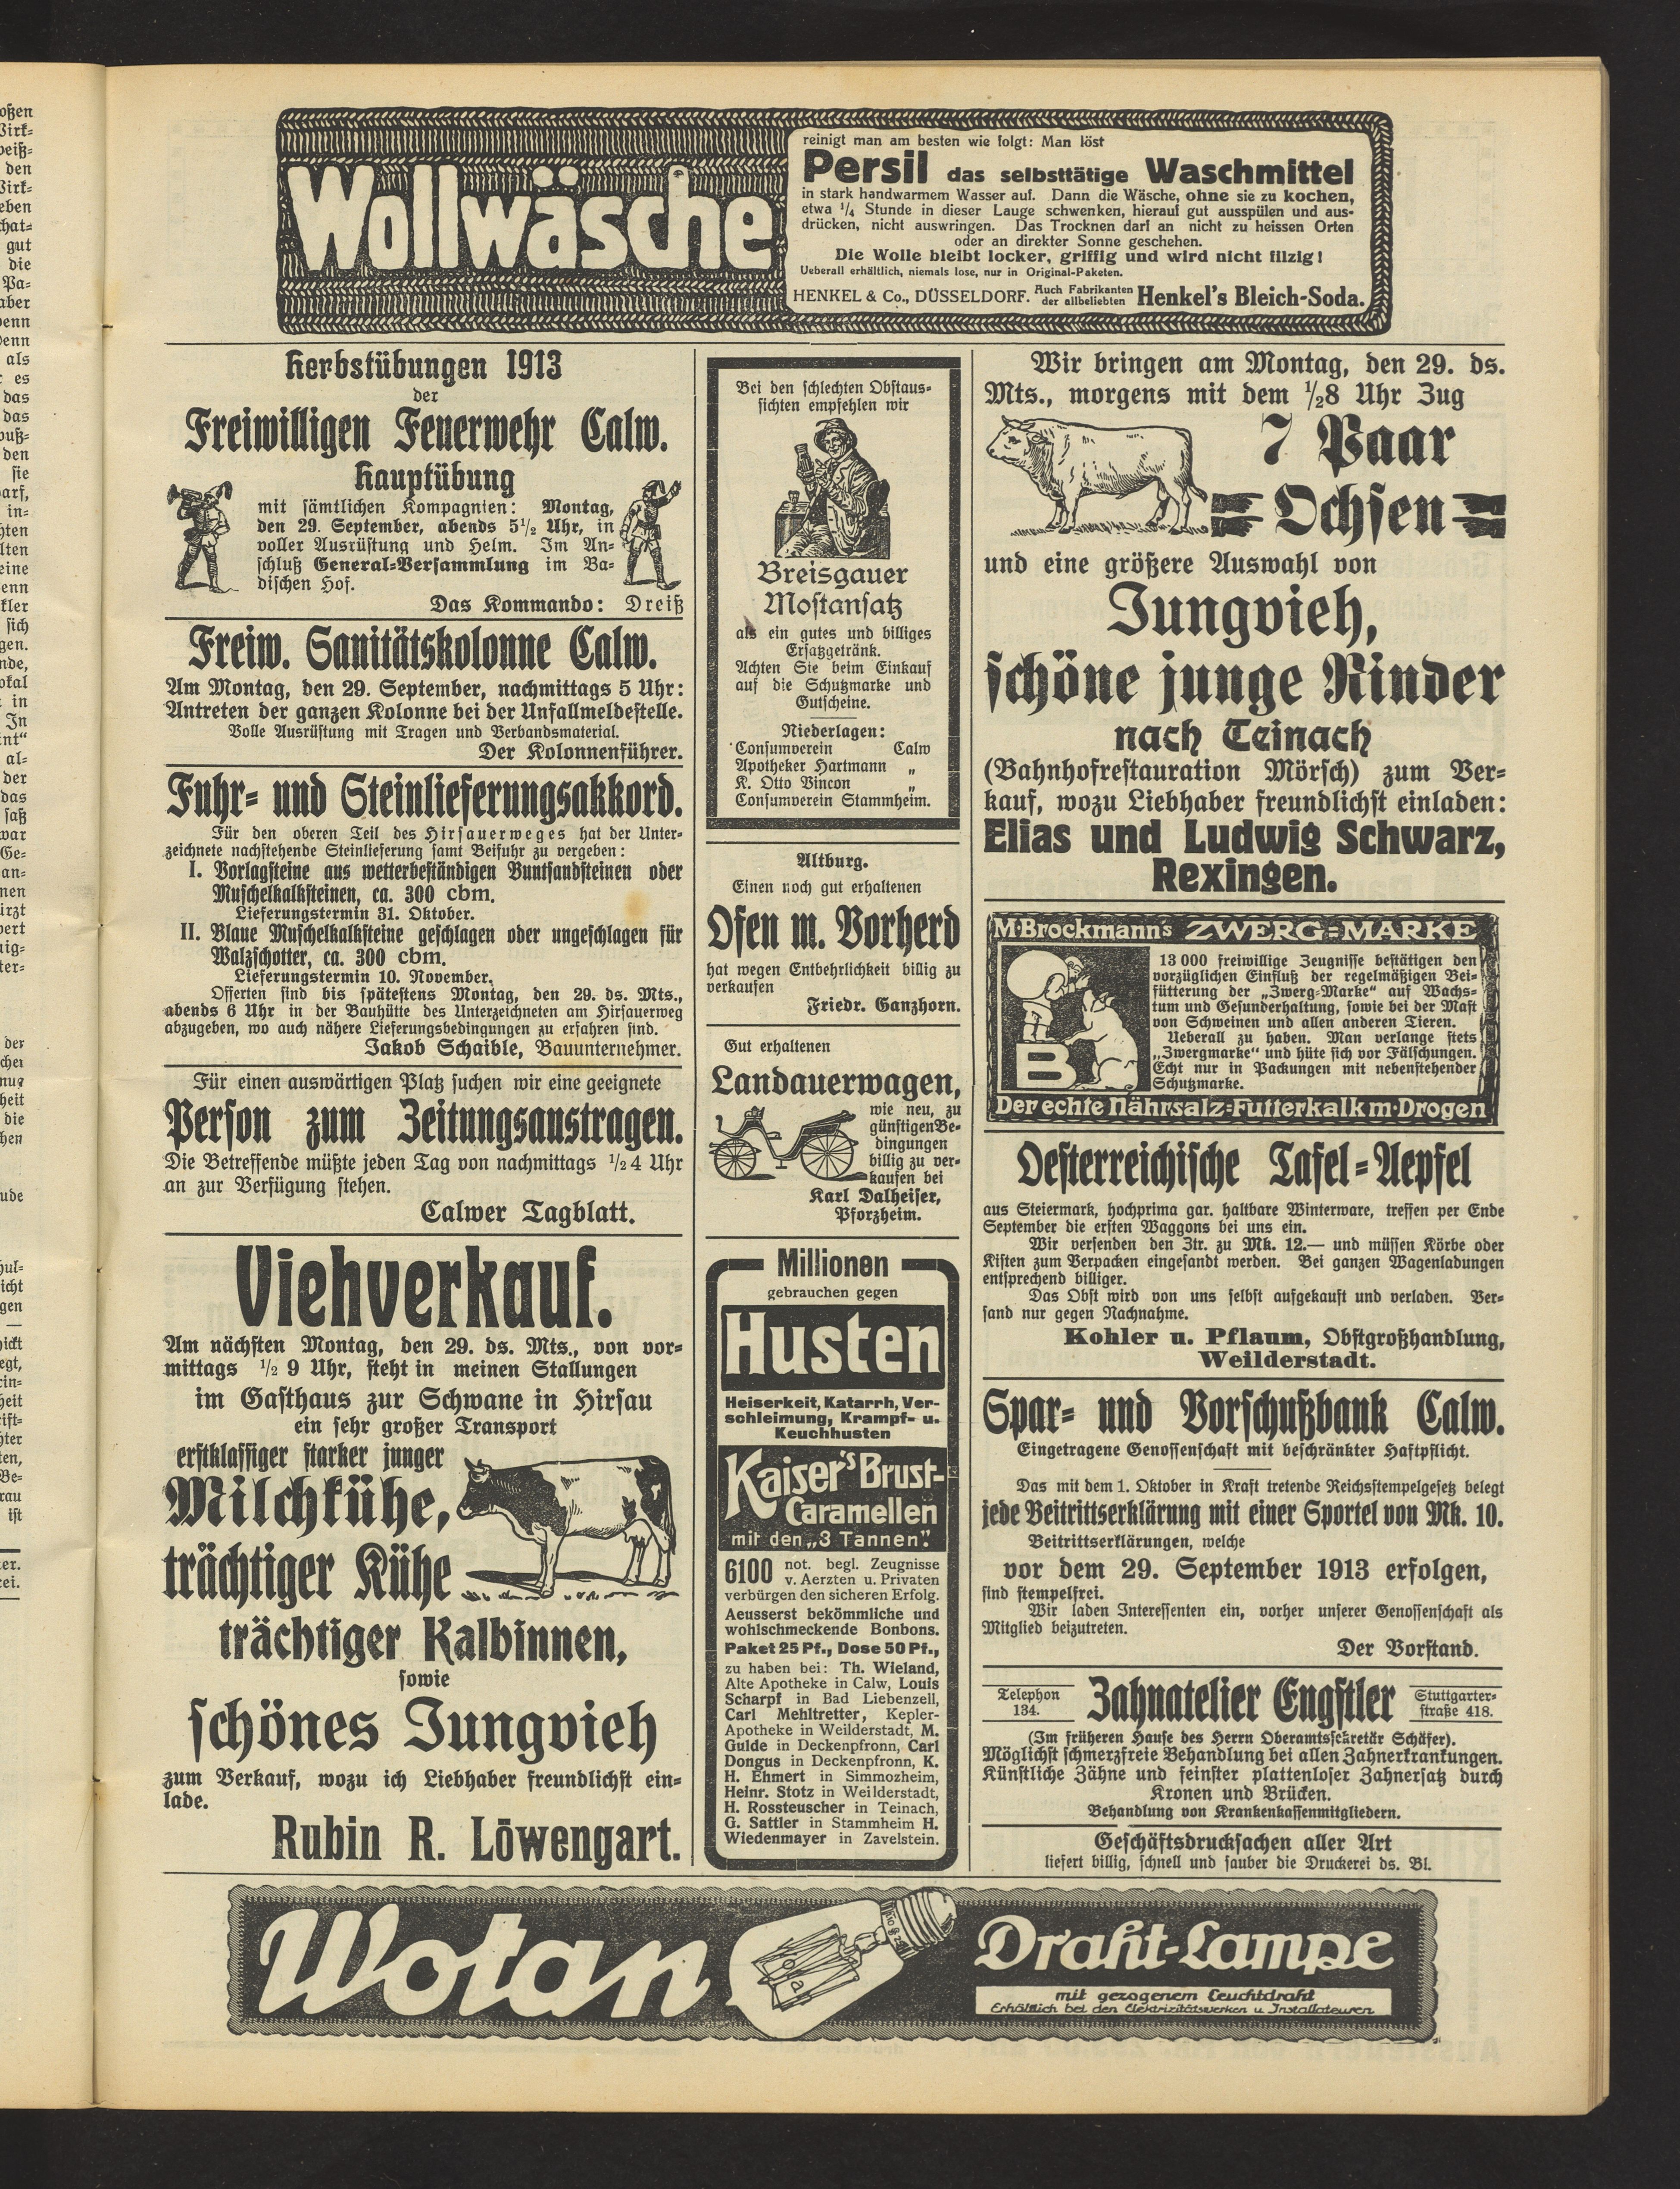 Wollwäsche
reinigt man am besten wie folgt: Man löst
Persil das selbsttätige Waschmittel
in stark handwarmem Wasser auf. Dann die Wäsche, ohne sie zu kochen,
etwa 1/4 Stunde in dieser Lauge schwenken, hierauf gut ausspülen und aus-
drücken, nicht auswringen. Das Trocknen darf an nicht zu heissen Orten
oder an direkter Sonne geschehen.
Die Wolle bleibt locker, griffig und wird nicht filzig!
Ueberall erhältlich, niemals lose, nur in Original-Paketen.
HENKEL & Co., DÜSSELDORF. Auch Fabrikanten der allbeliebten Henkel's Bleich-Soda.
Herbstübungen 1913
der
Freiwilligen Feuerwehr Calw.
Hauptübung
mit sämtlichen Kompagnien: Montag,
den 29. September, abends 5½ Uhr, in
voller Ausrüstung und Helm. Im An-
schluß General-Versammlung im Ba-
dischen Hof.
Das Kommando: Dreiß
Freiw. Sanitätskolonne Calw.
Am Montag, den 29. September, nachmittags 5 Uhr:
Antreten der ganzen Kolonne bei der Unfallmeldestelle.
Volle Ausrüstung mit Tragen und Verbandsmaterial.
Der Kolonnenführer.
Fuhr- und Steinlieferungsakkord.
Für den oberen Teil des Hirsauerweges hat der Unter-
zeichnete nachstehende Steinlieferung samt Beifuhr zu vergeben:
I. Vorlagsteine aus wetterbeständigen Buntsandsteinen oder
Muschelkalksteinen, ca. 300 cbm.
Lieferungstermin 31. Oktober.
II. Blaue Muschelkalksteine geschlagen oder ungeschlagen für
Walzschotter, ca. 300 cbm.
Lieferungstermin 10. November.
Offerten sind bis spätestens Montag, den 29. ds. Mts.,
abends 6 Uhr in der Bauhütte des Unterzeichneten am Hirsauerweg
abzugeben, wo auch nähere Lieferungsbedingungen zu erfahren sind.
Jakob Schaible, Bauunternehmer.
Für einen auswärtigen Platz suchen wir eine geeignete
Person zum Zeitungsaustragen.
Die Betreffende müßte jeden Tag von nachmittags ½4 Uhr
an zur Verfügung stehen.
Calwer Tagblatt.
Viehverkauf.
Am nächsten Montag, den 29. ds. Mts., von vor-
mittags ½ 9 Uhr, steht in meinen Stallungen
im Gasthaus zur Schwane in Hirsau
ein sehr großer Transport
erstklassiger starker junger
Milchkühe,
trächtiger Kühe
trächtiger Kalbinnen,
sowie
schönes Jungvieh
zum Verkauf, wozu ich Liebhaber freundlichst ein-
lade.
Rubin R. Löwengart.
Bei den schlechten Obstaus-
sichten empfehlen wir
Breisgauer
Mostansatz
als ein gutes und billiges
Ersatzgetränk.
Achten Sie beim Einkauf
auf die Schutzmarke und
Gutscheine.
Niederlagen:
Consumverein Calw
Apotheker Hartmann „
K. Otto Vincon „
Consumverein Stammheim.
Altburg.
Einen noch gut erhaltenen
Ofen m. Vorherd
hat wegen Entbehrlichkeit billig zu
verkaufen
Friedr. Ganzhorn.
Gut erhaltenen
Landauerwagen,
wie neu, zu
günstigen Be-
dingungen
billig zu ver-
kaufen bei
Karl Dalheiser,
Pforzheim.
Millionen
gebrauchen gegen
Husten
Heiserkeit, Katarrh, Ver-
schleimung, Krampf- u.
Keuchhusten
Kaiser's Brust-
Caramellen
mit den „3 Tannen".
6100 not. begl. Zeugnisse
v. Aerzten u. Privaten
verbürgen den sicheren Erfolg.
Aeusserst bekömmliche und
wohlschmeckende Bonbons.
Paket 25 Pf., Dose 50 Pf.,
zu haben bei: Th. Wieland,
Alte Apotheke in Calw, Louis
Scharpf in Bad Liebenzell,
Carl Mehltretter, Kepler-
Apotheke in Weilderstadt, M.
Gulde in Deckenpfronn, Carl
Dongus in Deckenpfronn, K.
H. Ehmert in Simmozheim,
Heinr. Stotz in Weilderstadt,
H. Rossteuscher in Teinach,
G. Sattler in Stammheim H.
Wiedenmayer in Zavelstein.
Wir bringen am Montag, den 29. ds.
Mts., morgens mit dem ½8 Uhr Zug
7 Paar
Ochsen
und eine größere Auswahl von
Jungvieh,
schöne junge Rinder
nach Teinach
(Bahnhofrestauration Mörsch) zum Ver-
kauf, wozu Liebhaber freundlichst einladen:
Elias und Ludwig Schwarz,
Rexingen.
M. Brockmanns ZWERG-MARKE
13 000 freiwillige Zeugnisse bestätigen den
vorzüglichen Einfluß der regelmäßigen Bei-
fütterung der „Zwerg-Marke" auf Wachs-
tum und Gesunderhaltung, sowie bei der Mast
von Schweinen und allen anderen Tieren.
Ueberall zu haben. Man verlange stets
„Zwergmarke" und hüte sich vor Fälschungen.
Echt nur in Packungen mit nebenstehender
Schutzmarke.
B
Der echte Nährsalz-Futterkalk m. Drogen
Oesterreichische Tafel-Aepfel
aus Steiermark, hochprima gar. haltbare Winterware, treffen per Ende
September die ersten Waggons bei uns ein.
Wir versenden den Ztr. zu Mk. 12.— und müssen Körbe oder
Kisten zum Verpacken eingesandt werden. Bei ganzen Wagenladungen
entsprechend billiger.
Das Obst wird von uns selbst aufgekauft und verladen. Ver-
sand nur gegen Nachnahme.
Kohler u. Pflaum, Obstgroßhandlung,
Weilderstadt.
Spar- und Vorschußbank Calw.
Eingetragene Genossenschaft mit beschränkter Haftpflicht.
Das mit dem 1. Oktober in Kraft tretende Reichsstempelgesetz belegt
jede Beitrittserklärung mit einer Sportel von Mk. 10.
Beitrittserklärungen, welche
vor dem 29. September 1913 erfolgen,
sind stempelfrei.
Wir laden Interessenten ein, vorher unserer Genossenschaft als
Mitglied beizutreten.
Der Vorstand.
Telephon 134. Zahnatelier Engstler Stuttgarter-straße 418.
(Im früheren Hause des Herrn Oberamtssekretär Schäfer).
Möglichst schmerzfreie Behandlung bei allen Zahnerkrankungen.
Künstliche Zähne und feinster plattenloser Zahnersatz durch
Kronen und Brücken.
Behandlung von Krankenkassenmitgliedern.
Geschäftsdrucksachen aller Art
liefert billig, schnell und sauber die Druckerei ds. Bl.
Wotan
Draht-Lampe
mit gezogenem Leuchtdraht
Erhältlich bei den Elektrizitätswerken u. Installateuren